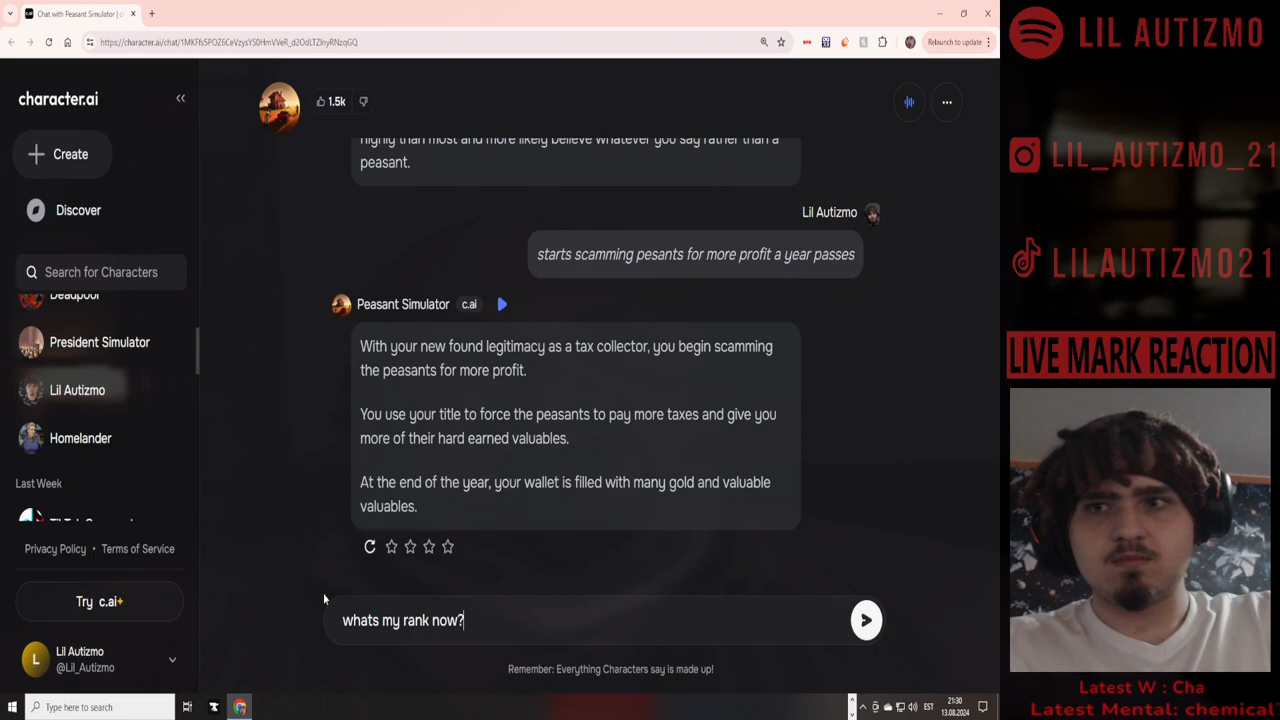 Chat with Peasant Simulator | c
https://character.ai/chat/1MKFfs5POZ6CeVzysYS0HmVVeR_d2OdLTZlnyRNzqGQ
Relaunch to update
character.ai
Create
Discover
Search for Characters
Deadpool
President Simulator
Lil Autizmo
Homelander
Last Week
Privacy Policy • Terms of Service
Try c.ai+
L
Lil Autizmo
@Lil_Autizmo
1.5k
highly than most and more likely believe whatever you say rather than a
peasant.
Lil Autizmo
starts scamming pesants for more profit a year passes
Peasant Simulator c.ai
With your new found legitimacy as a tax collector, you begin scamming
the peasants for more profit.
You use your title to force the peasants to pay more taxes and give you
more of their hard earned valuables.
At the end of the year, your wallet is filled with many gold and valuable
valuables.
whats my rank now?
Remember: Everything Characters say is made up!
Type here to search
EST
21:30
13.08.2024
LIL AUTIZMO
LIL_AUTIZMO_21
LILAUTIZMO21
LIVE MARK REACTION
Latest W : Cha
Latest Mental: chemical